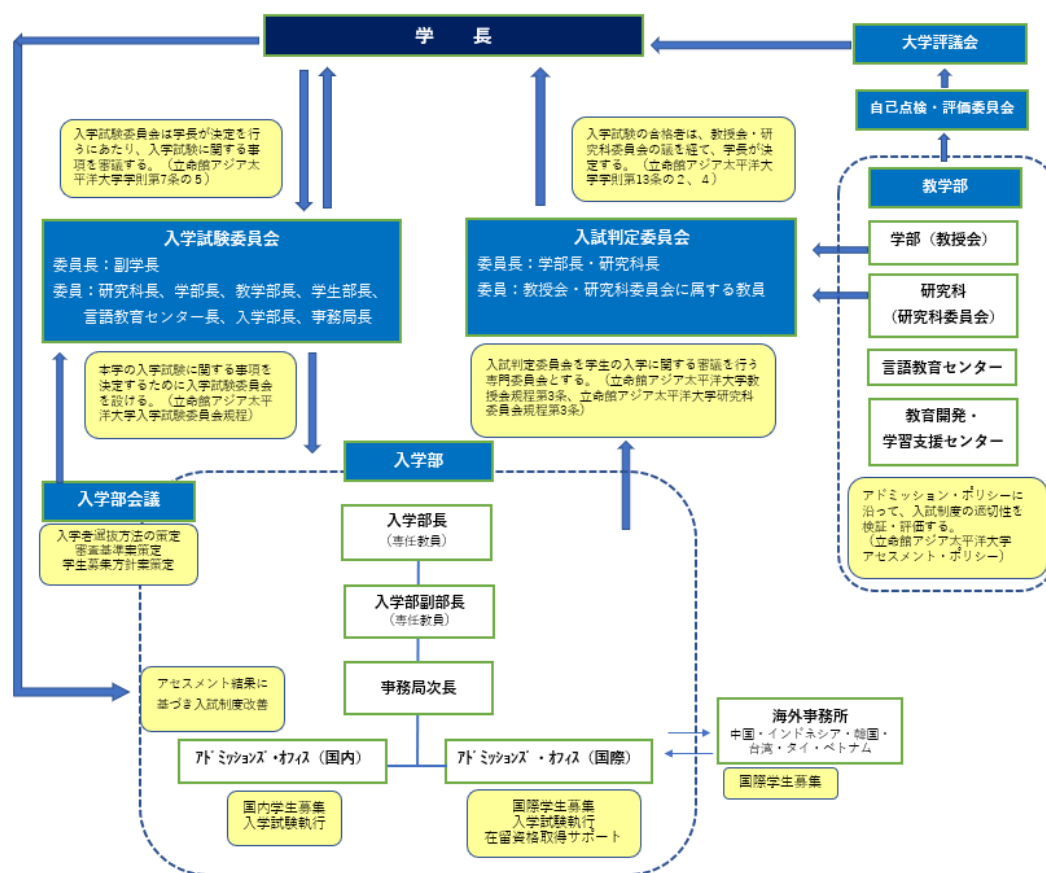 学　長
大学評議会
自己点検・評価委員会
入学試験委員会は学長が決定を行
うにあたり、入学試験に関する事
項を審議する。（立命館アジア太
平洋大学学則第7条の５）
入学試験の合格者は、教授会・研
究科委員会の議を経て、学長が決
定する。（立命館アジア太平洋大
学学則第13条の２、４）
教学部
学部（教授会）
研究科
（研究科委員会）
言語教育センター
教育開発・
学習支援センター
アドミッション・ポリシーに
沿って、入試制度の適切性を
検証・評価する。
（立命館アジア太平洋大学
アセスメント・ポリシー）
入学試験委員会
委員長：副学長
委員：研究科長、学部長、教学部長、学生部長、
言語教育センター長、入学部長、事務局長
入試判定委員会
委員長：学部長・研究科長
委員：教授会・研究科委員会に属する教員
本学の入学試験に関する事項を
決定するために入学試験委員会
を設ける。（立命館アジア太平
洋大学入学試験委員会規程）
入試判定委員会を学生の入学に関する審議を行う
専門委員会とする。（立命館アジア太平洋大学教
授会規程第3条、立命館アジア太平洋大学研究科
委員会規程第3条）
入学部
入学部会議
入学者選抜方法の策定
審査基準案策定
学生募集方針案策定
入学部長
（専任教員）
入学部副部長
（専任教員）
事務局次長
アセスメント結果に
基づき入試制度改善
ｱﾄﾞﾐｯｼｮﾝｽﾞ・ｵﾌｨｽ（国内）
ｱﾄﾞﾐｯｼｮﾝｽﾞ・ｵﾌｨｽ（国際）
国内学生募集
入学試験執行
国際学生募集
入学試験執行
在留資格取得サポート
海外事務所
中国・インドネシア・韓国・
台湾・タイ・ベトナム
国際学生募集